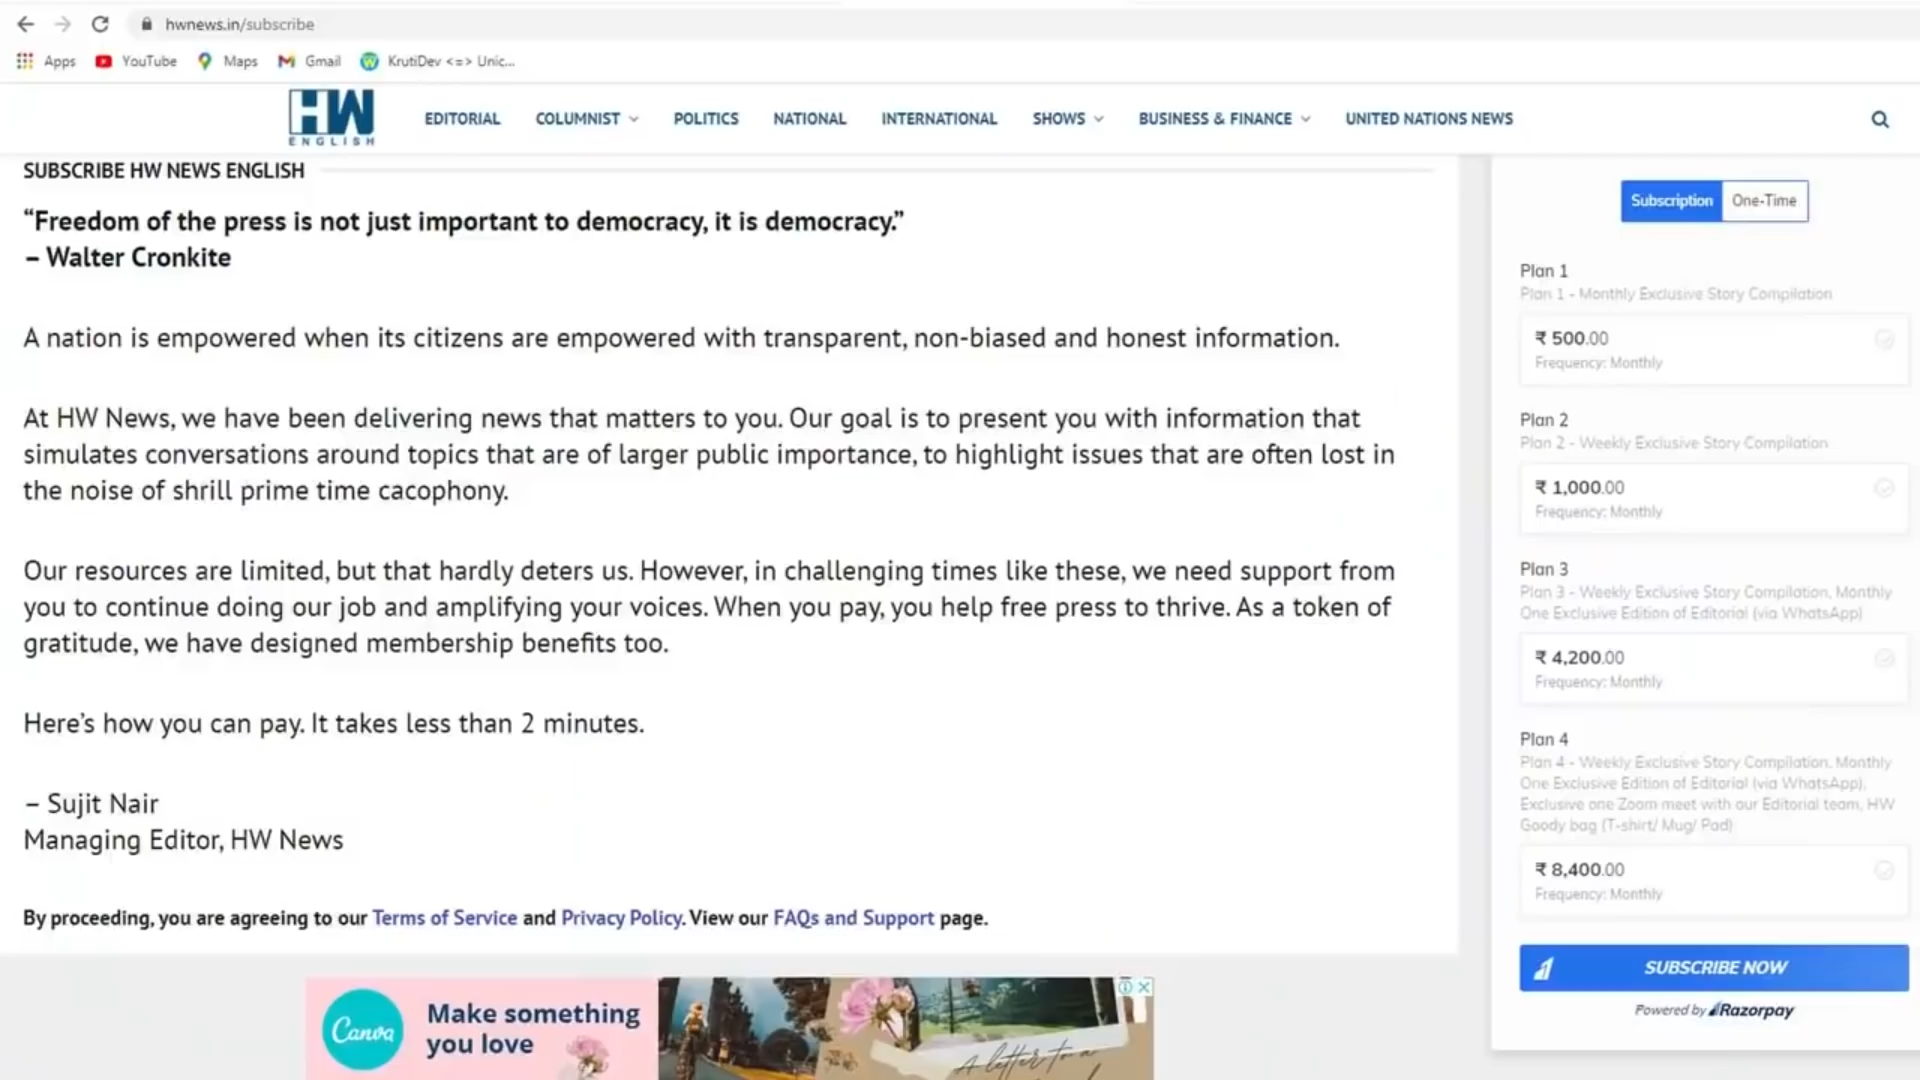 hwnews.in/subscribe
Apps YouTube Maps Gmail KrutiDev <=> Unic...
HW
ENGLISH
EDITORIAL COLUMNIST POLITICS NATIONAL INTERNATIONAL SHOWS BUSINESS & FINANCE UNITED NATIONS NEWS
SUBSCRIBE HW NEWS ENGLISH
“Freedom of the press is not just important to democracy, it is democracy.”
– Walter Cronkite
A nation is empowered when its citizens are empowered with transparent, non-biased and honest information.
At HW News, we have been delivering news that matters to you. Our goal is to present you with information that
simulates conversations around topics that are of larger public importance, to highlight issues that are often lost in
the noise of shrill prime time cacophony.
Our resources are limited, but that hardly deters us. However, in challenging times like these, we need support from
you to continue doing our job and amplifying your voices. When you pay, you help free press to thrive. As a token of
gratitude, we have designed membership benefits too.
Here’s how you can pay. It takes less than 2 minutes.
– Sujit Nair
Managing Editor, HW News
By proceeding, you are agreeing to our Terms of Service and Privacy Policy. View our FAQs and Support page.
Subscription One-Time
Plan 1
Plan 1 - Monthly Exclusive Story Compilation
₹ 500.00
Frequency: Monthly
Plan 2
Plan 2 - Weekly Exclusive Story Compilation
₹ 1,000.00
Frequency: Monthly
Plan 3
Plan 3 - Weekly Exclusive Story Compilation, Monthly
One Exclusive Edition of Editorial (via WhatsApp)
₹ 4,200.00
Frequency: Monthly
Plan 4
Plan 4 - Weekly Exclusive Story Compilation, Monthly
One Exclusive Edition of Editorial (via WhatsApp),
Exclusive one Zoom meet with our Editorial team, HW
Goody bag (T-shirt/ Mug/ Pad)
₹ 8,400.00
Frequency: Monthly
SUBSCRIBE NOW
Powered by Razorpay
Canva
Make something
you love
A letter to a